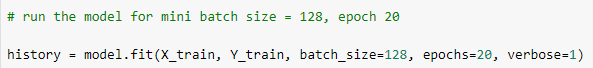 # run the model for mini batch size = 128, epoch 20
history = model.fit(X_train, Y_train, batch_size=128, epochs=20, verbose=1)